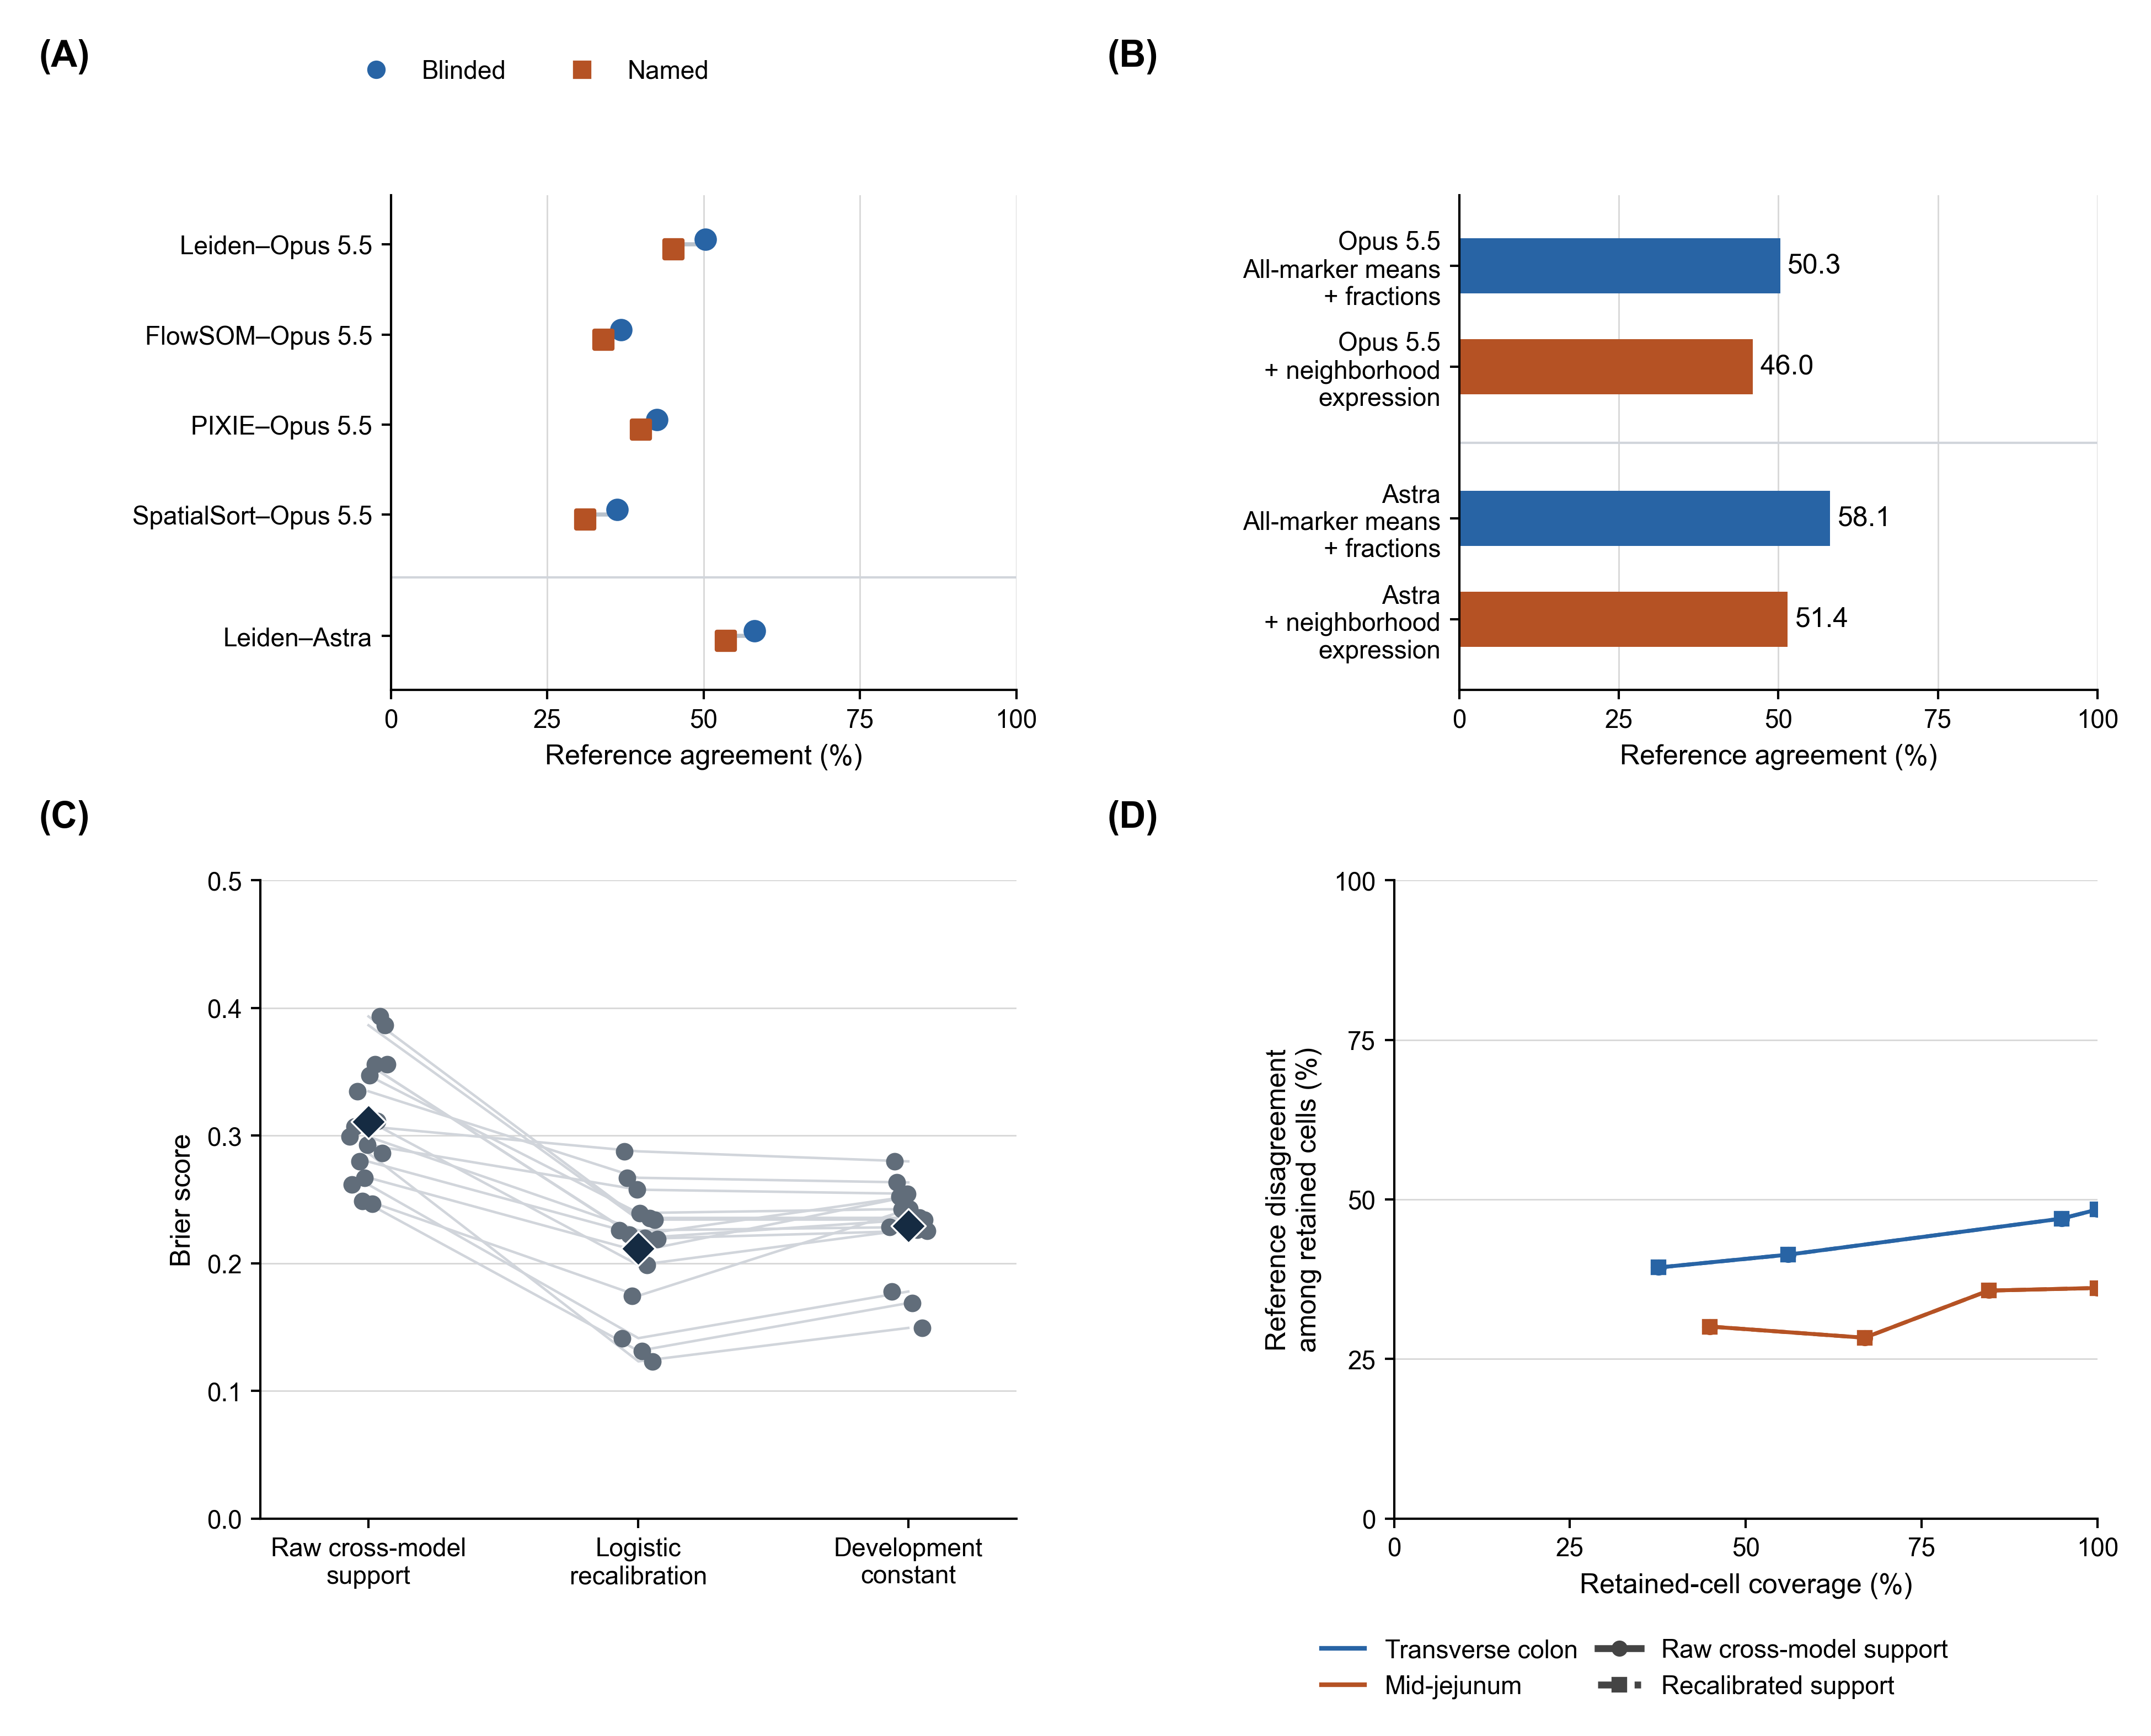 (A)
Blinded
Named
Leiden–Opus 5.5
FlowSOM–Opus 5.5
PIXIE–Opus 5.5
SpatialSort–Opus 5.5
Leiden–Astra
0
25
50
75
100
Reference agreement (%)
(B)
Opus 5.5
All-marker means
+ fractions
50.3
Opus 5.5
+ neighborhood
expression
46.0
Astra
All-marker means
+ fractions
58.1
Astra
+ neighborhood
expression
51.4
0
25
50
75
100
Reference agreement (%)
(C)
Brier score
0.5
0.4
0.3
0.2
0.1
0.0
Raw cross-model
support
Logistic
recalibration
Development
constant
(D)
Reference disagreement
among retained cells (%)
100
75
50
25
0
0
25
50
75
100
Retained-cell coverage (%)
Transverse colon
Mid-jejunum
Raw cross-model support
Recalibrated support